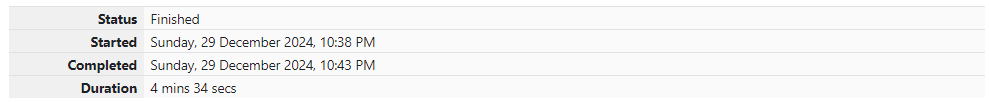 Status Finished
Started Sunday, 29 December 2024, 10:38 PM
Completed Sunday, 29 December 2024, 10:43 PM
Duration 4 mins 34 secs